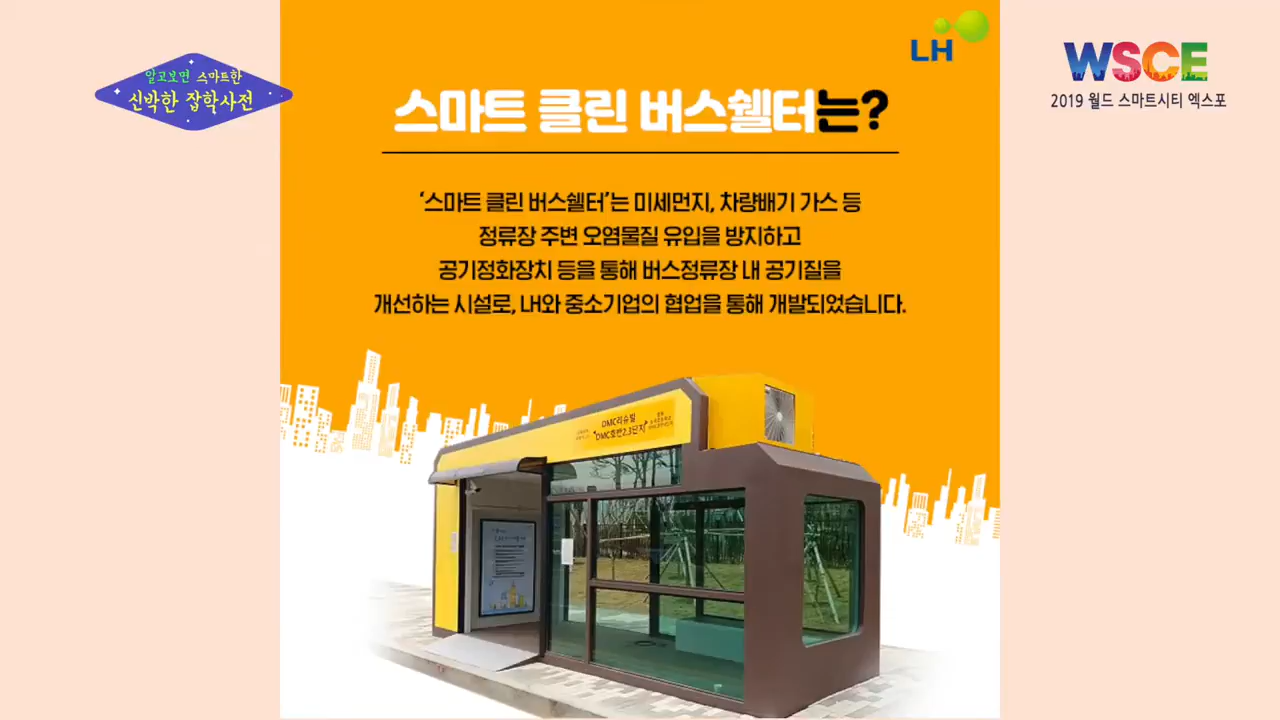 알고보면 스마트한
신박한 잡학사전
LH
WSCE
2019 월드 스마트시티 엑스포
스마트 클린 버스쉘터는?
‘스마트 클린 버스쉘터’는 미세먼지, 차량배기 가스 등
정류장 주변 오염물질 유입을 방지하고
공기정화장치 등을 통해 버스정류장 내 공기질을
개선하는 시설로, LH와 중소기업의 협업을 통해 개발되었습니다.
DMC리슈빌
"DMC호반2.3단지"